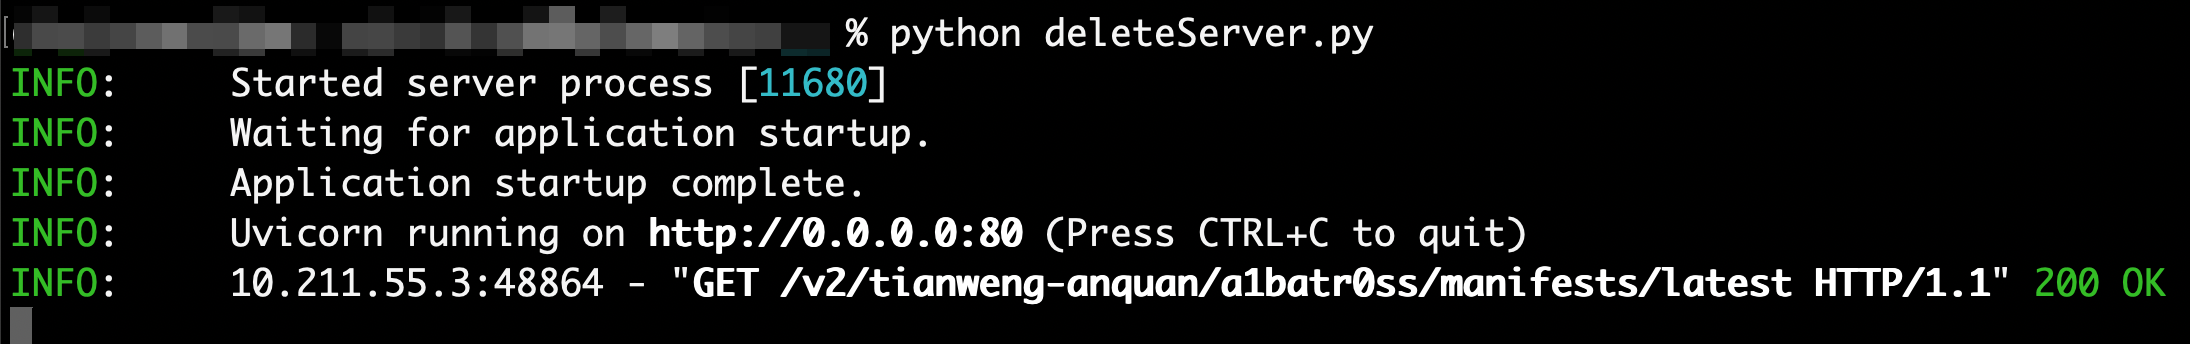 % python deleteServer.py
INFO:     Started server process [11680]
INFO:     Waiting for application startup.
INFO:     Application startup complete.
INFO:     Uvicorn running on http://0.0.0.0:80 (Press CTRL+C to quit)
INFO:     10.211.55.3:48864 - "GET /v2/tianweng-anquan/a1batr0ss/manifests/latest HTTP/1.1" 200 OK